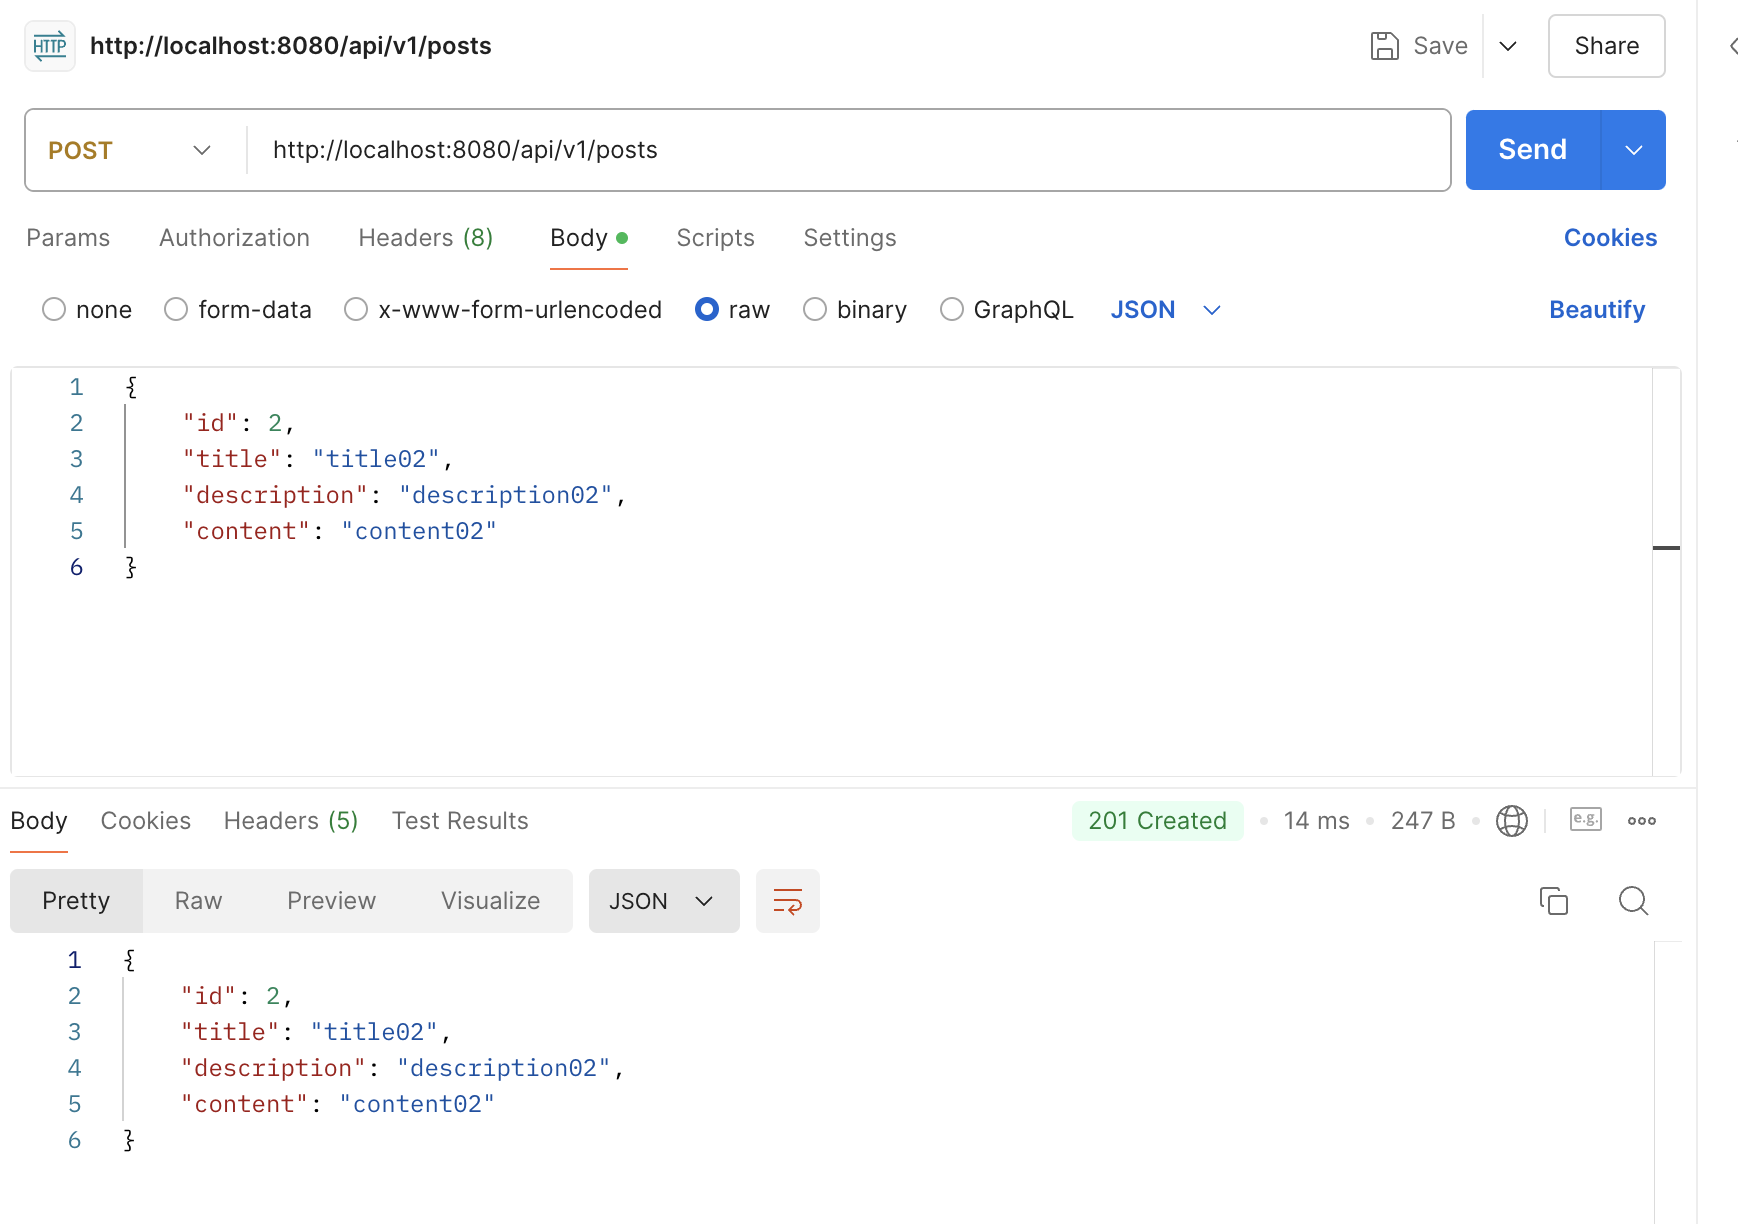 HTTP http://localhost:8080/api/v1/posts Save Share
POST http://localhost:8080/api/v1/posts Send
Params Authorization Headers (8) Body Scripts Settings Cookies
none form-data x-www-form-urlencoded raw binary GraphQL JSON Beautify
1 {
2 "id": 2,
3 "title": "title02",
4 "description": "description02",
5 "content": "content02"
6 }
Body Cookies Headers (5) Test Results 201 Created 14 ms 247 B e.g.
Pretty Raw Preview Visualize JSON
1 {
2 "id": 2,
3 "title": "title02",
4 "description": "description02",
5 "content": "content02"
6 }